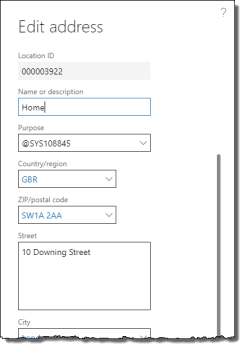 ?
Edit address
Location ID
000003922
Name or description
Home
Purpose
@SYS108845
Country/region
GBR
ZIP/postal code
SW1A 2AA
Street
10 Downing Street
City